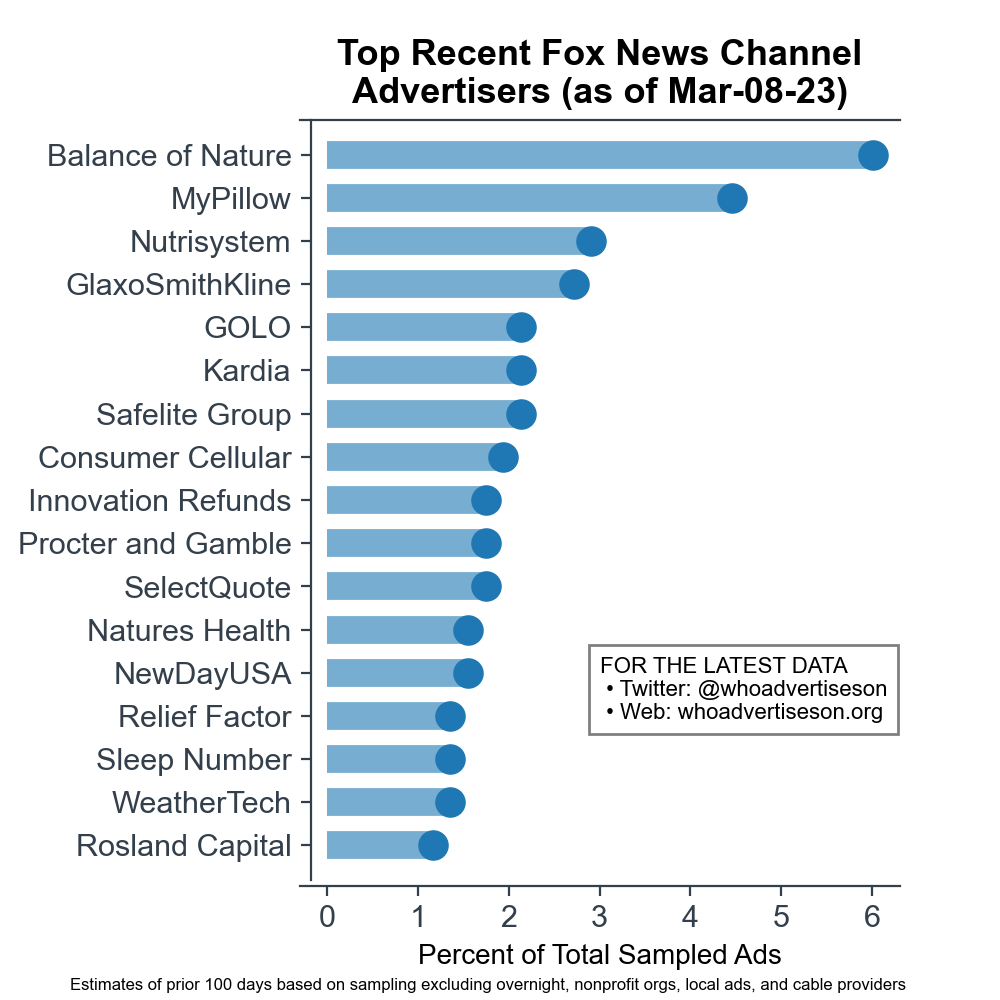 Top Recent Fox News Channel
Advertisers (as of Mar-08-23)
Balance of Nature
MyPillow
Nutrisystem
GlaxoSmithKline
GOLO
Kardia
Safelite Group
Consumer Cellular
Innovation Refunds
Procter and Gamble
SelectQuote
Natures Health
NewDayUSA
Relief Factor
Sleep Number
WeatherTech
Rosland Capital
FOR THE LATEST DATA
• Twitter: @whoadvertiseson
• Web: whoadvertiseson.org
0 1 2 3 4 5 6
Percent of Total Sampled Ads
Estimates of prior 100 days based on sampling excluding overnight, nonprofit orgs, local ads, and cable providers